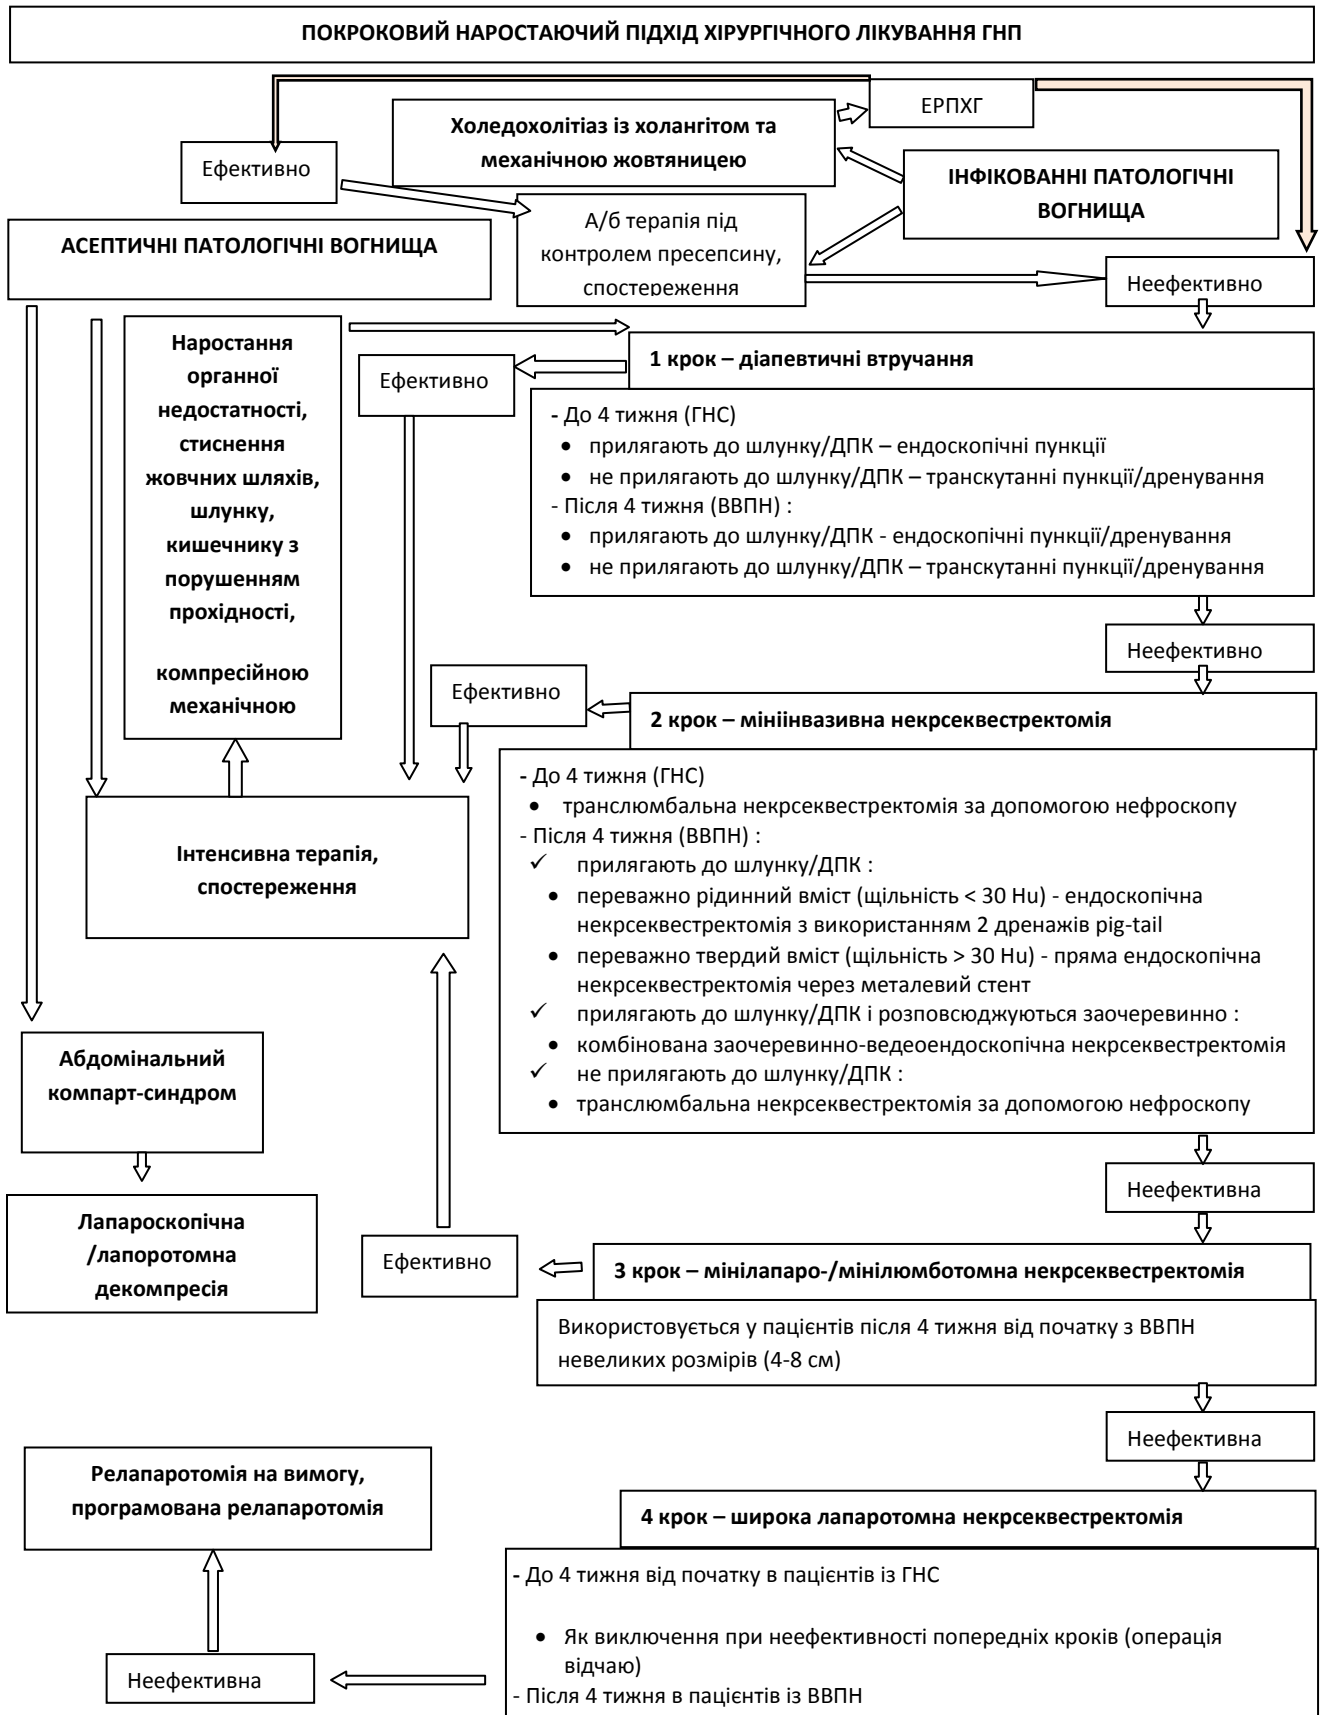 ПОКРОКОВИЙ НАРОСТАЮЧИЙ ПІДХІД ХІРУРГІЧНОГО ЛІКУВАННЯ ГНП
ЕРПХГ
Холедохолітіаз із холангітом та
механічною жовтяницею
Ефективно
ІНФІКОВАННІ ПАТОЛОГІЧНІ
ВОГНИЩА
А/б терапія під
контролем пресепсину,
спостереження
АСЕПТИЧНІ ПАТОЛОГІЧНІ ВОГНИЩА
Неефективно
Наростання
органної
недостатності,
стиснення
жовчних шляхів,
шлунку,
кишечнику з
порушенням
прохідності,
компресійною
механічною
Ефективно
1 крок – діапевтичні втручання
- До 4 тижня (ГНС)
• прилягають до шлунку/ДПК – ендоскопічні пункції
• не прилягають до шлунку/ДПК – транскутанні пункції/дренування
- Після 4 тижня (ВВПН) :
• прилягають до шлунку/ДПК - ендоскопічні пункції/дренування
• не прилягають до шлунку/ДПК – транскутанні пункції/дренування
Неефективно
Ефективно
2 крок – мініінвазивна некрсеквестректомія
- До 4 тижня (ГНС)
• транслюмбальна некрсеквестректомія за допомогою нефроскопу
- Після 4 тижня (ВВПН) :
✓ прилягають до шлунку/ДПК :
• переважно рідинний вміст (щільність < 30 Hu) - ендоскопічна
некрсеквестректомія з використанням 2 дренажів pig-tail
• переважно твердий вміст (щільність > 30 Hu) - пряма ендоскопічна
некрсеквестректомія через металевий стент
✓ прилягають до шлунку/ДПК і розповсюджуються заочеревинно :
• комбінована заочеревинно-ведеоендоскопічна некрсеквестректомія
✓ не прилягають до шлунку/ДПК :
• транслюмбальна некрсеквестректомія за допомогою нефроскопу
Інтенсивна терапія,
спостереження
Абдомінальний
компарт-синдром
Лапароскопічна
/лапоротомна
декомпресія
Неефективна
Ефективно
3 крок – мінілапаро-/мінілюмботомна некрсеквестректомія
Використовується у пацієнтів після 4 тижня від початку з ВВПН
невеликих розмірів (4-8 см)
Неефективна
Релапаротомія на вимогу,
програмована релапаротомія
4 крок – широка лапаротомна некрсеквестректомія
- До 4 тижня від початку в пацієнтів із ГНС
• Як виключення при неефективності попередніх кроків (операція
відчаю)
- Після 4 тижня в пацієнтів із ВВПН
Неефективна